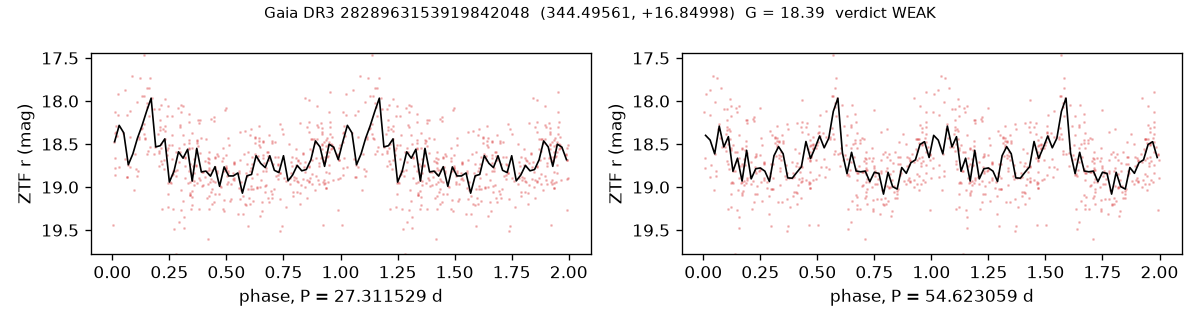 Gaia DR3 2828963153919842048 (344.49561, +16.84998) G = 18.39 verdict WEAK
ZTF r (mag)
17.5
18.0
18.5
19.0
19.5
0.00 0.25 0.50 0.75 1.00 1.25 1.50 1.75 2.00
phase, P = 27.311529 d
ZTF r (mag)
17.5
18.0
18.5
19.0
19.5
0.00 0.25 0.50 0.75 1.00 1.25 1.50 1.75 2.00
phase, P = 54.623059 d